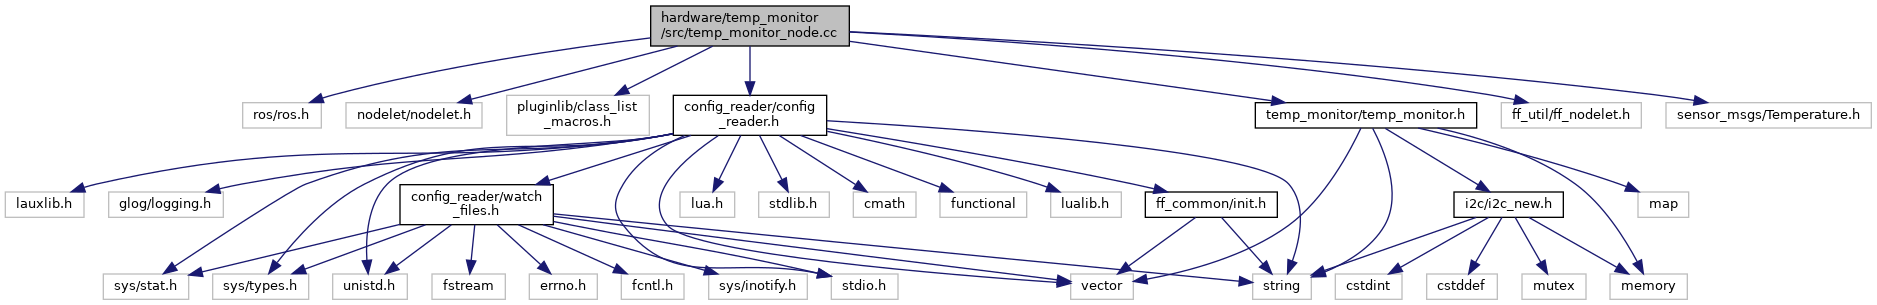 hardware/temp_monitor
/src/temp_monitor_node.cc
ros/ros.h
nodelet/nodelet.h
pluginlib/class_list
_macros.h
config_reader/config
_reader.h
temp_monitor/temp_monitor.h
ff_util/ff_nodelet.h
sensor_msgs/Temperature.h
lauxlib.h
glog/logging.h
config_reader/watch
_files.h
lua.h
stdlib.h
cmath
functional
lualib.h
ff_common/init.h
i2c/i2c_new.h
map
sys/stat.h
sys/types.h
unistd.h
fstream
errno.h
fcntl.h
sys/inotify.h
stdio.h
vector
string
cstdint
cstddef
mutex
memory